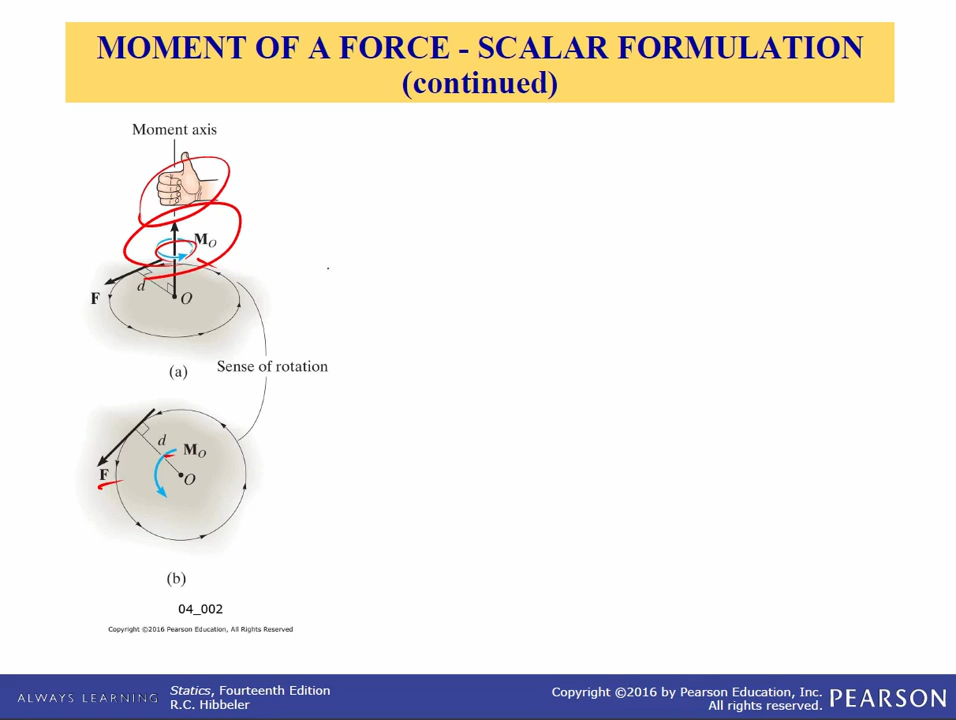 MOMENT OF A FORCE - SCALAR FORMULATION
(continued)
Moment axis
M_O
F
d
O
(a)
Sense of rotation
d
M_O
F
O
(b)
04_002
Copyright ©2016 Pearson Education, All Rights Reserved
ALWAYS LEARNING
Statics, Fourteenth Edition
R.C. Hibbeler
Copyright ©2016 by Pearson Education, Inc.
All rights reserved.
PEARSON